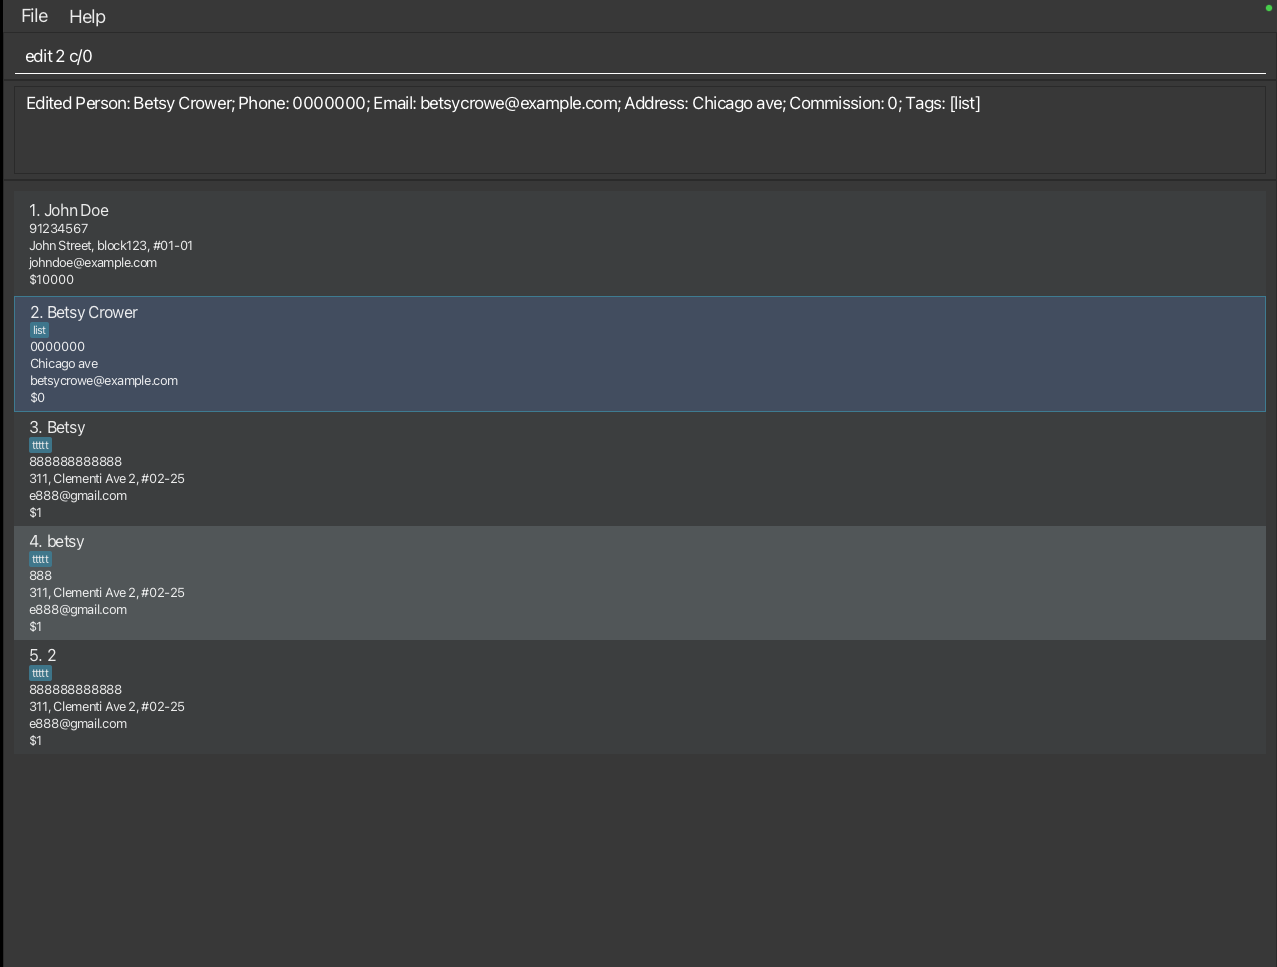 File Help
edit 2 c/0
Edited Person: Betsy Crower; Phone: 0000000; Email: betsycrowe@example.com; Address: Chicago ave; Commission: 0; Tags: [list]
1. John Doe
91234567
John Street, block123, #01-01
johndoe@example.com
$10000
2. Betsy Crower
list
0000000
Chicago ave
betsycrowe@example.com
$0
3. Betsy
ttttt
888888888888
311, Clementi Ave 2, #02-25
e888@gmail.com
$1
4. betsy
ttttt
888
311, Clementi Ave 2, #02-25
e888@gmail.com
$1
5. 2
ttttt
888888888888
311, Clementi Ave 2, #02-25
e888@gmail.com
$1